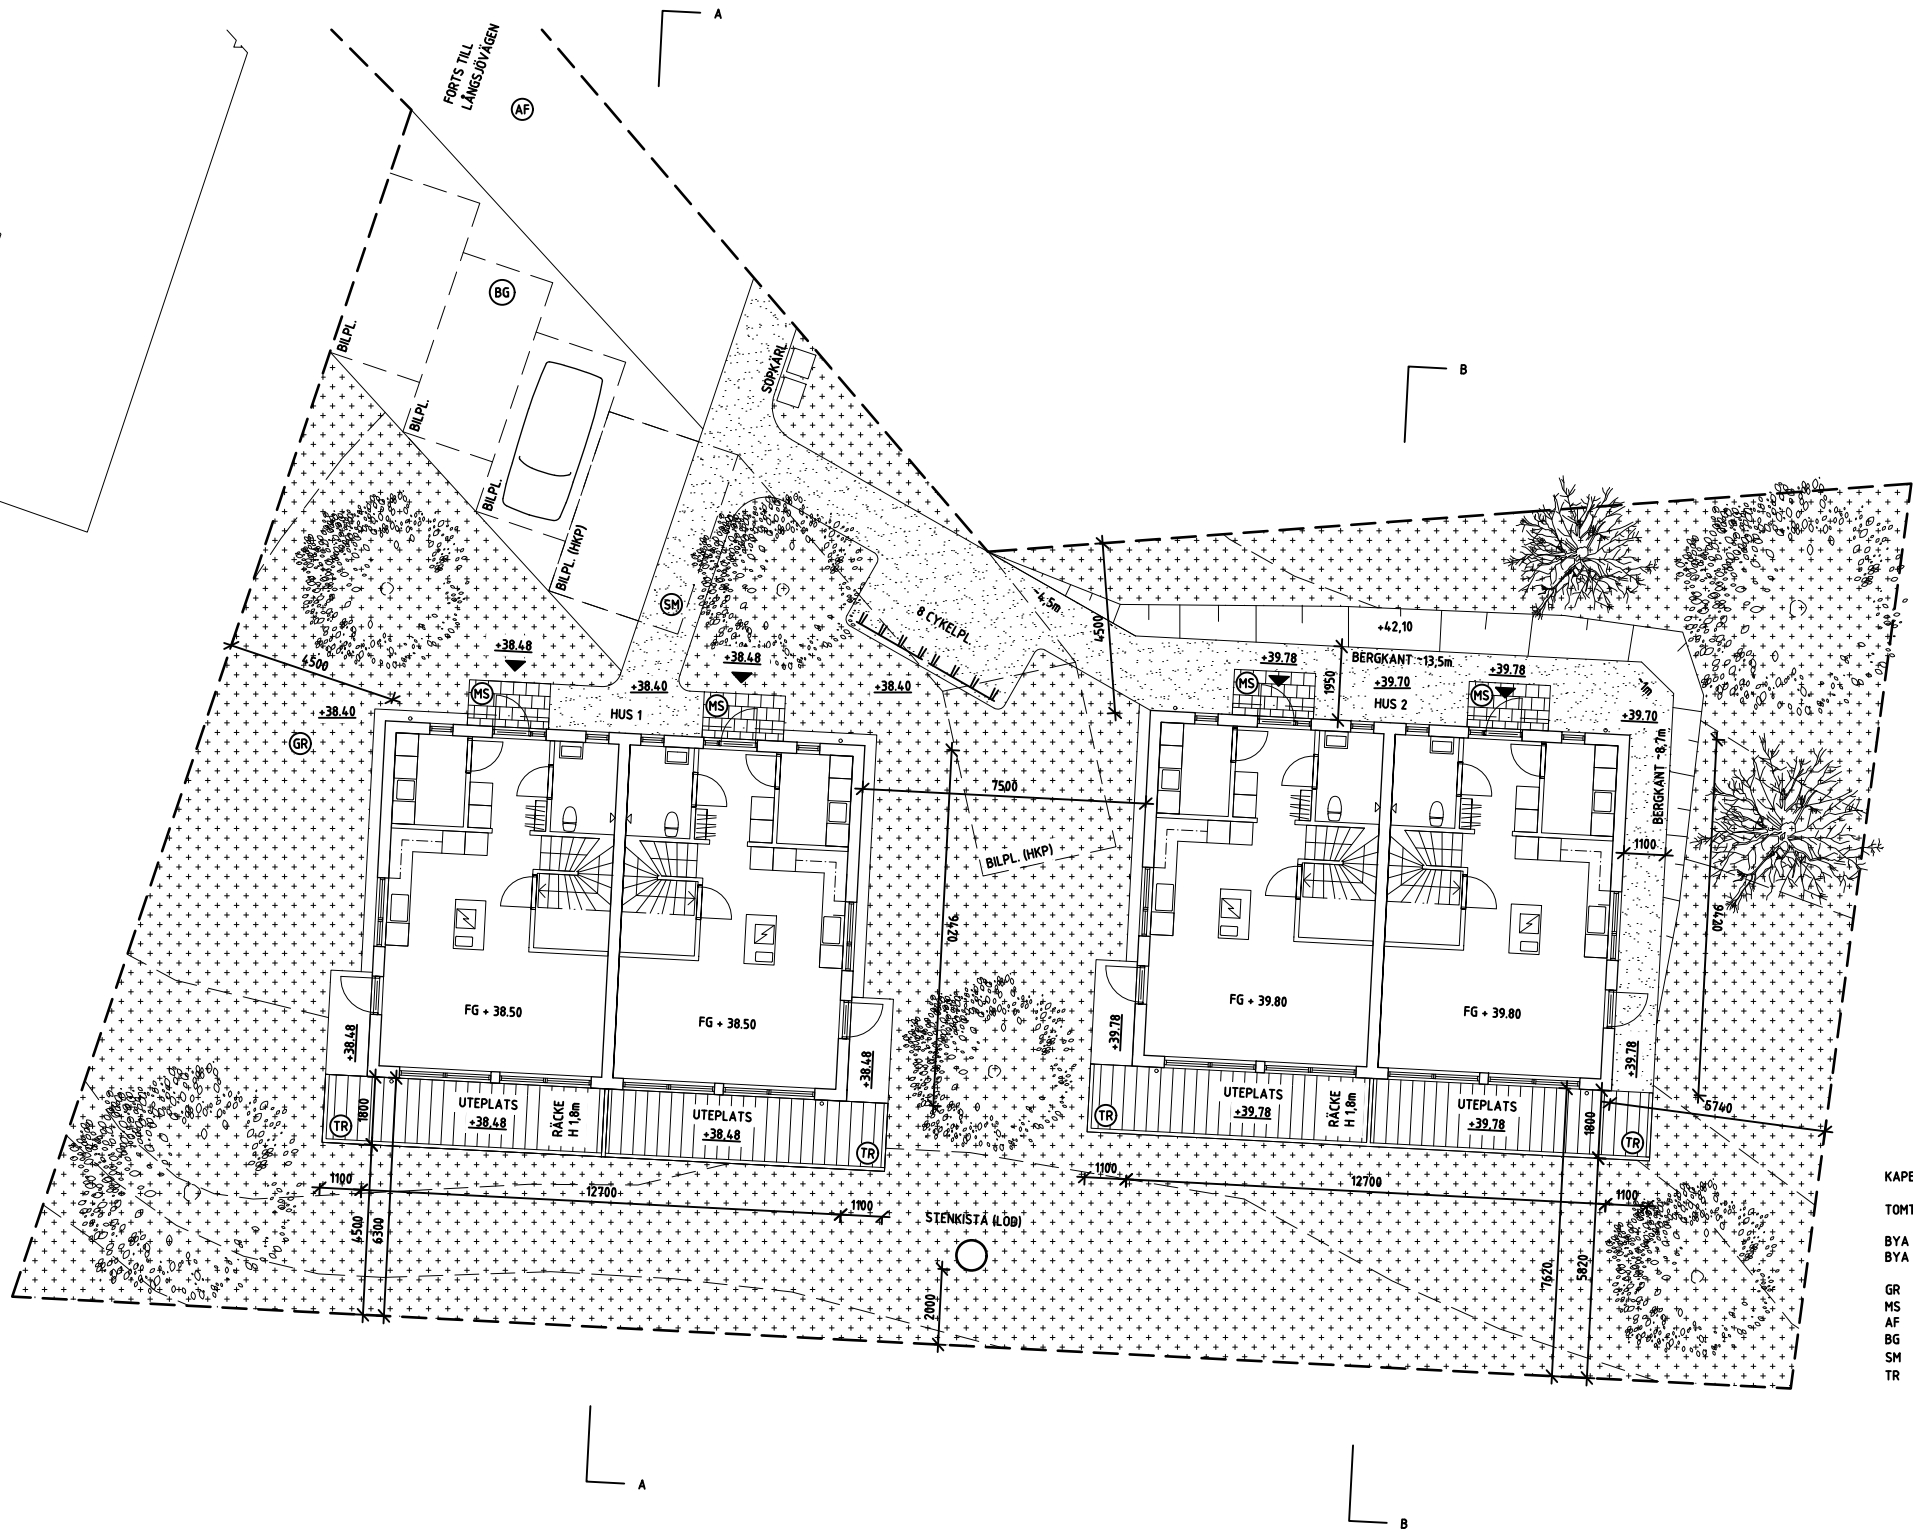 A
FORTS TILL
LÅNGSJÖVÄGEN
AF
BG
BILPL.
SOPKÄRL
BILPL.
B
BILPL.
BILPL. (HKP)
SM
8 CYKELPL.
~4,5m
4500
+42,10
+38.48
4500
+38.48
+39.78
BERGKANT ~13,5m
+39.78
MS
+38.40
+38.40
MS
1950
+39.70
MS
~1m
+38.40
HUS 1
MS
HUS 2
+39.70
GR
BERGKANT ~8,7m
7500
BILPL. (HKP)
1100
9420
9420
FG + 38.50
FG + 38.50
FG + 39.80
FG + 39.80
+38.48
+38.48
+39.78
+39.78
TR
1800
UTEPLATS
+38.48
RÄCKE
H 1,8m
UTEPLATS
+38.48
TR
TR
UTEPLATS
+39.78
RÄCKE
H 1,8m
UTEPLATS
+39.78
1800
TR
5740
1100
12700
1100
1100
12700
1100
KAPE
TOMT
4500
6300
STENKISTA (LOD)
2000
7620
5820
BYA
BYA
GR
MS
AF
BG
SM
TR
A
B